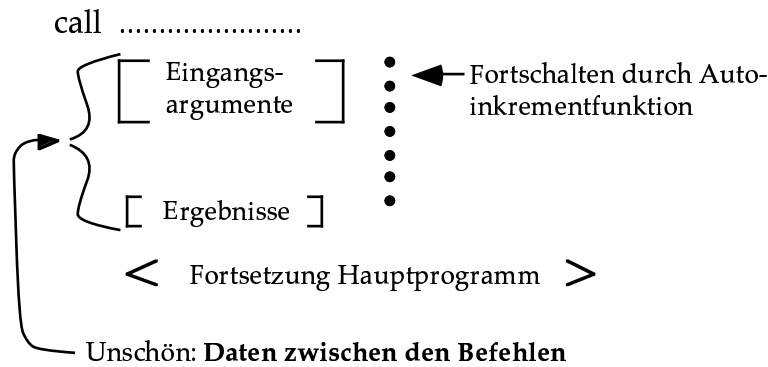 call ..............................
Eingangs-
argumente
Fortschalten durch Auto-
inkrementfunktion
[ Ergebnisse ]
< Fortsetzung Hauptprogramm >
Unschön: Daten zwischen den Befehlen